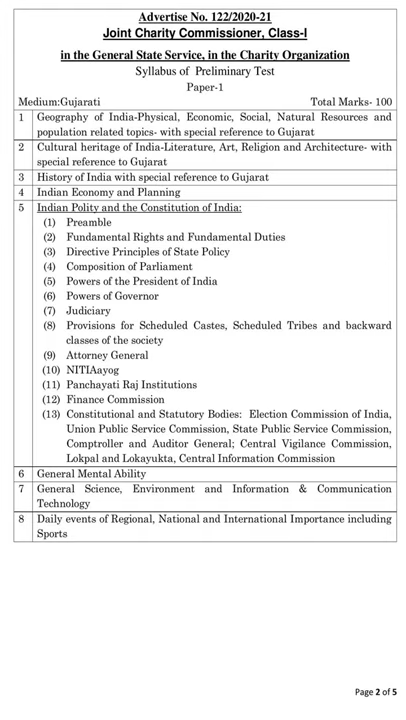 Advertise No. 122/2020-21
Joint Charity Commissioner, Class-I
in the General State Service, in the Charity Organization
Syllabus of Preliminary Test
Paper-1
Medium:Gujarati Total Marks- 100
1 Geography of India-Physical, Economic, Social, Natural Resources and
population related topics- with special reference to Gujarat
2 Cultural heritage of India-Literature, Art, Religion and Architecture- with
special reference to Gujarat
3 History of India with special reference to Gujarat
4 Indian Economy and Planning
5 Indian Polity and the Constitution of India:
(1) Preamble
(2) Fundamental Rights and Fundamental Duties
(3) Directive Principles of State Policy
(4) Composition of Parliament
(5) Powers of the President of India
(6) Powers of Governor
(7) Judiciary
(8) Provisions for Scheduled Castes, Scheduled Tribes and backward
classes of the society
(9) Attorney General
(10) NITIAayog
(11) Panchayati Raj Institutions
(12) Finance Commission
(13) Constitutional and Statutory Bodies: Election Commission of India,
Union Public Service Commission, State Public Service Commission,
Comptroller and Auditor General; Central Vigilance Commission,
Lokpal and Lokayukta, Central Information Commission
6 General Mental Ability
7 General Science, Environment and Information & Communication
Technology
8 Daily events of Regional, National and International Importance including
Sports
Page 2 of 5